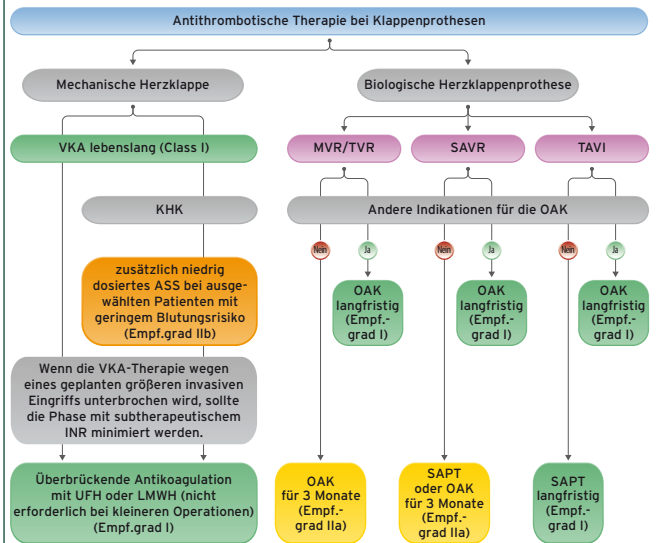 Antithrombotische Therapie bei Klappenprothesen
Mechanische Herzklappe
Biologische Herzklappenprothese
VKA lebenslang (Class I)
MVR/TVR
SAVR
TAVI
KHK
Andere Indikationen für die OAK
Nein
Ja
Nein
Ja
Nein
Ja
zusätzlich niedrig
dosiertes ASS bei ausge-
wählten Patienten mit
geringem Blutungsrisiko
(Empf.grad IIb)
OAK
langfristig
(Empf.-
grad I)
OAK
langfristig
(Empf.-
grad I)
OAK
langfristig
(Empf.-
grad I)
Wenn die VKA-Therapie wegen
eines geplanten größeren invasiven
Eingriffs unterbrochen wird, sollte
die Phase mit subtherapeutischem
INR minimiert werden.
Überbrückende Antikoagulation
mit UFH oder LMWH (nicht
erforderlich bei kleineren Operationen)
(Empf.grad I)
OAK
für 3 Monate
(Empf.-
grad IIa)
SAPT
oder OAK
für 3 Monate
(Empf.-
grad IIa)
SAPT
langfristig
(Empf.-
grad I)